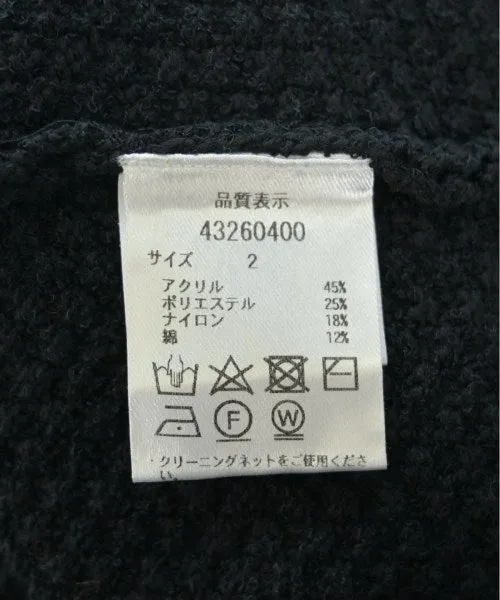 品質表示
43260400
サイズ 2
アクリル 45%
ポリエステル 25%
ナイロン 18%
綿 12%
F W
・クリーニングネットをご使用くださ
い。